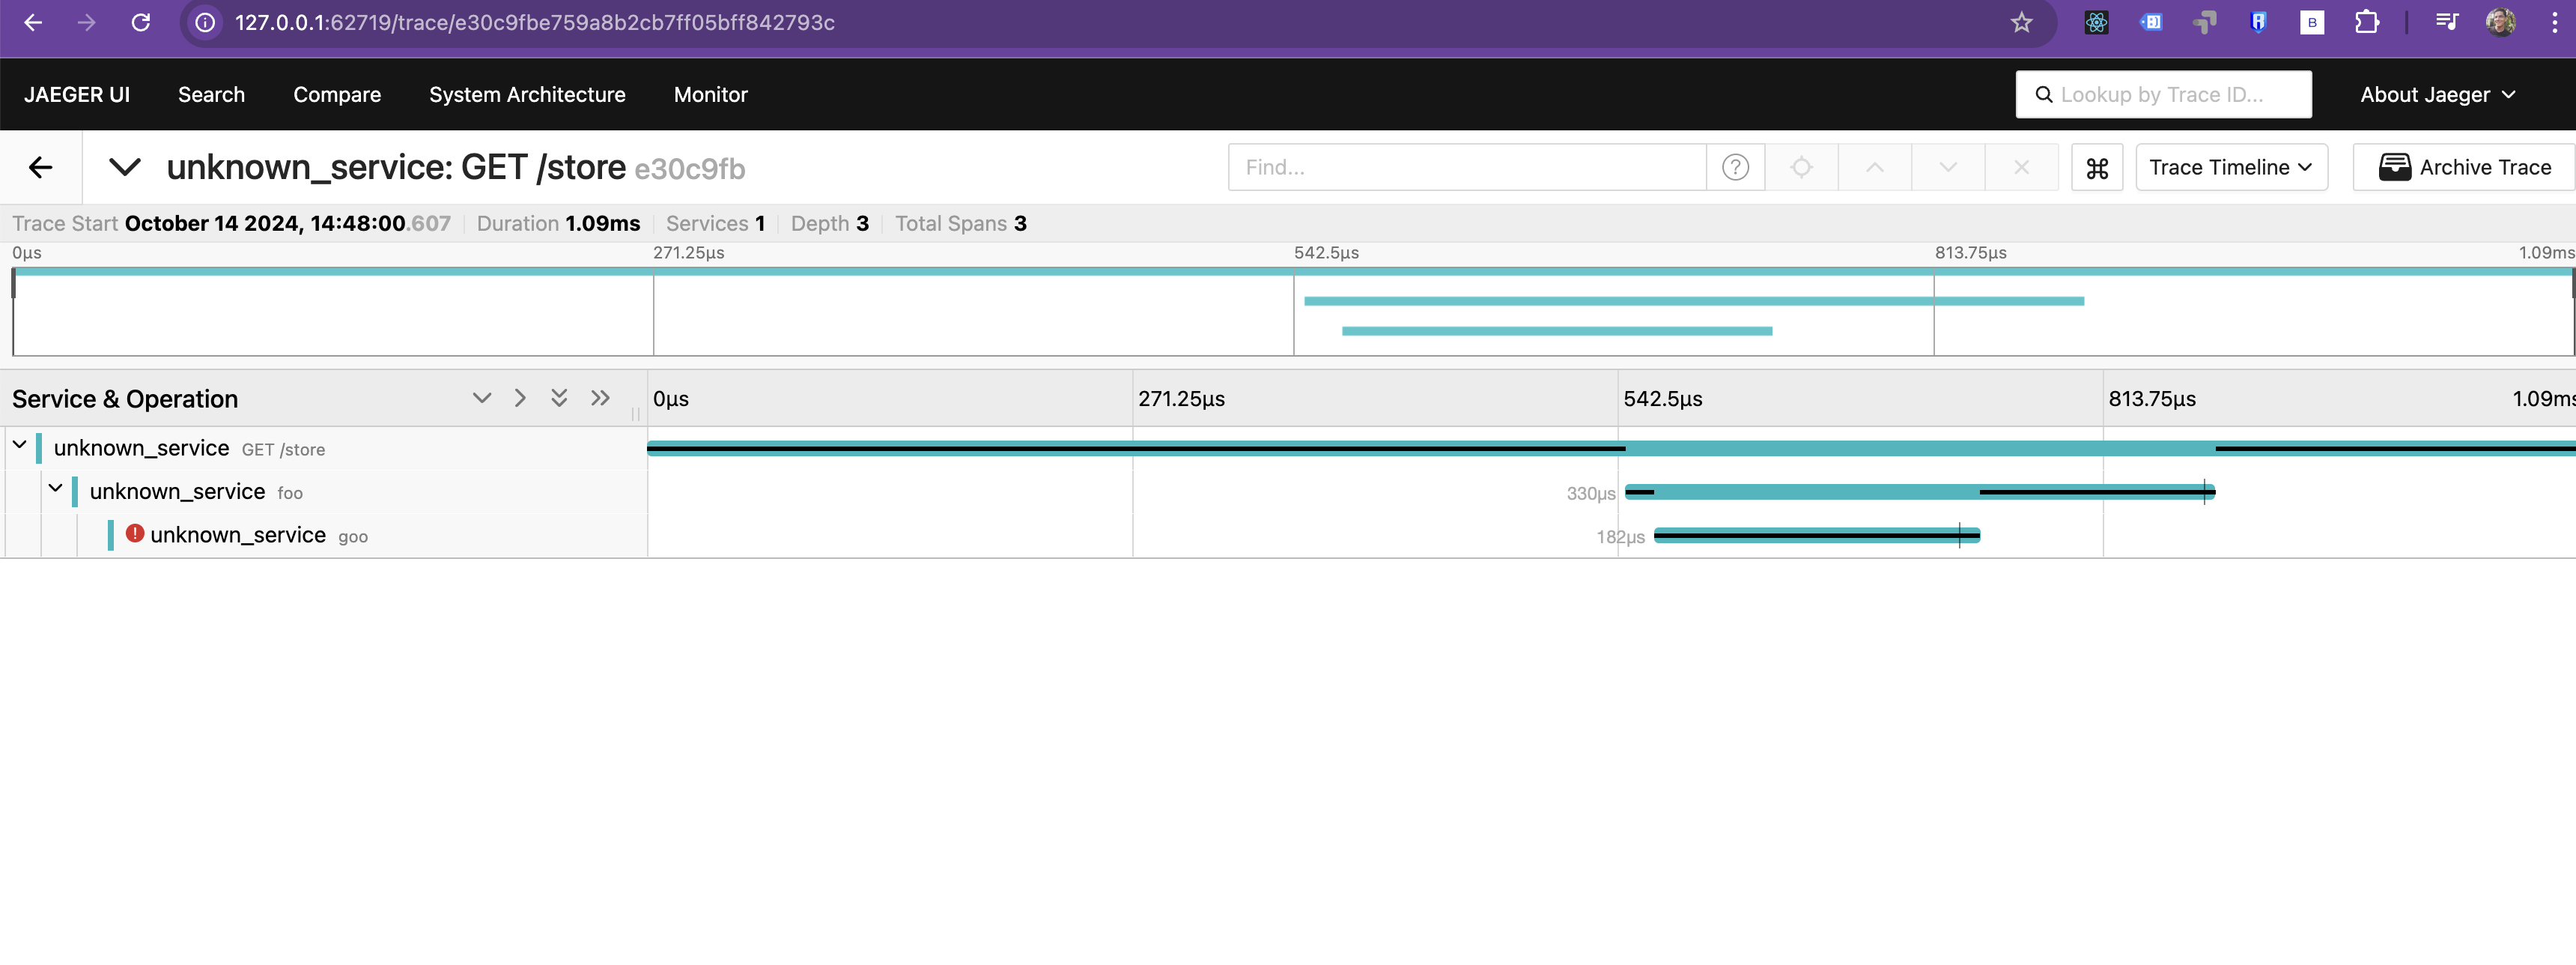 127.0.0.1:62719/trace/e30c9fbe759a8b2cb7ff05bff842793c
B
JAEGER UI Search Compare System Architecture Monitor Lookup by Trace ID... About Jaeger
unknown_service: GET /store e30c9fb Find... Trace Timeline Archive Trace
Trace Start October 14 2024, 14:48:00.607 Duration 1.09ms Services 1 Depth 3 Total Spans 3
0μs 271.25μs 542.5μs 813.75μs 1.09ms
Service & Operation 0μs 271.25μs 542.5μs 813.75μs 1.09ms
unknown_service GET /store
unknown_service foo 330μs
unknown_service goo 182μs